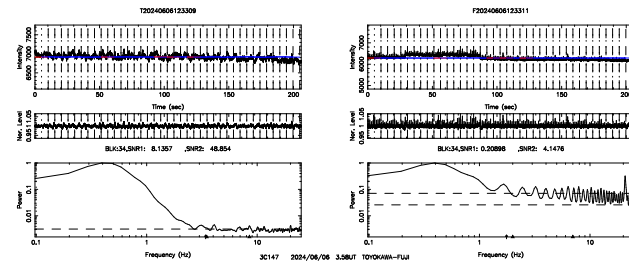 T20240606123309
F20240606123311
Intensity
6500 7000 7500
0 50 100 150 200
Time (sec)
Nor. Level
0.95 1 1.05
BLK:34,SNR1: 8.1357 ,SNR2: 48.854
Power
0.01 0.1 1
0.1 1 10
Frequency (Hz)
Intensity
5000 6000 7000
0 50 100 150 200
Time (sec)
Nor. Level
0.95 1 1.05
BLK:34,SNR1: 0.20898 ,SNR2: 4.1476
Power
0.01 0.1 1
0.1 1 10
Frequency (Hz)
3C147 2024/06/06 3.58UT TOYOKAWA-FUJI